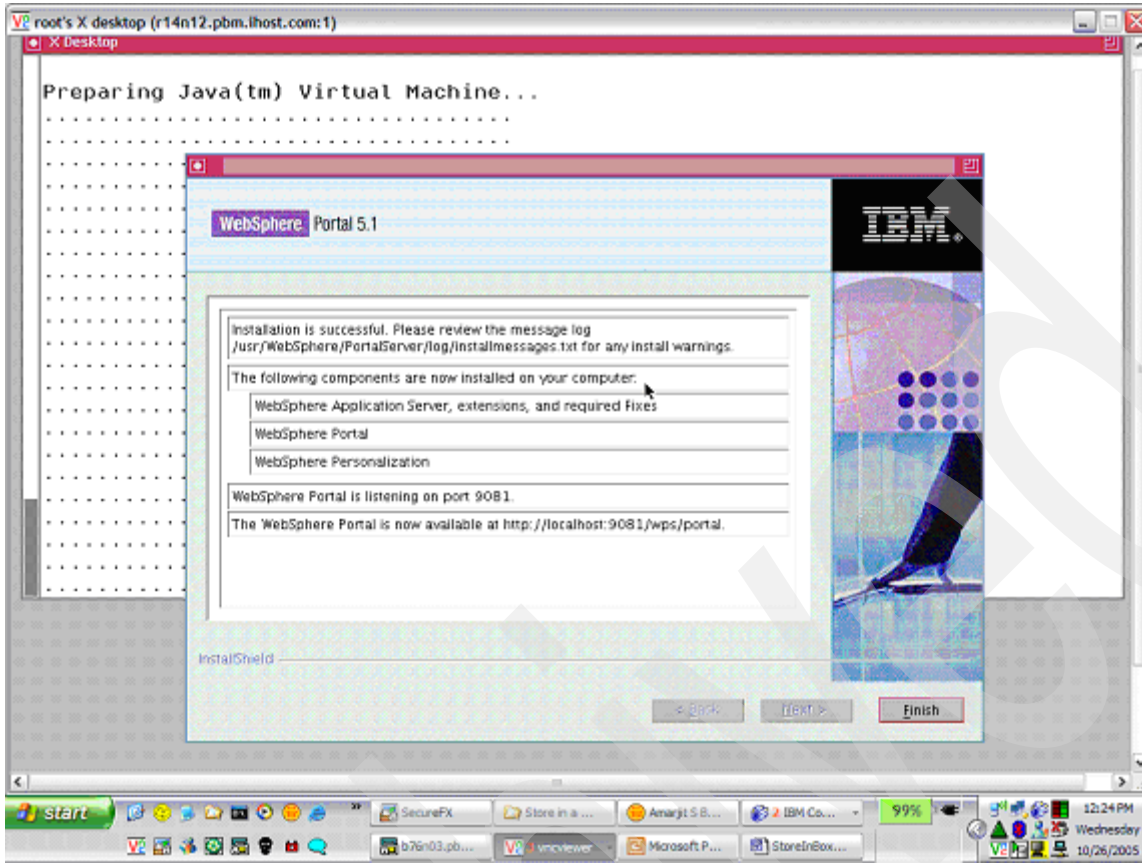 root's X desktop (r14n12.pbm.ihost.com:1)
X Desktop
Preparing Java(tm) Virtual Machine...
WebSphere Portal 5.1
IBM
Installation is successful. Please review the message log
/usr/WebSphere/PortalServer/log/installmessages.txt for any install warnings.
The following components are now installed on your computer:
WebSphere Application Server, extensions, and required Fixes
WebSphere Portal
WebSphere Personalization
WebSphere Portal is listening on port 9081.
The WebSphere Portal is now available at http://localhost:9081/wps/portal.
InstallShield
< Back
Next >
Finish
start
SecureFX
Store in a ...
Amarjit S B...
2 IBM Co...
99%
12:24 PM
Wednesday
b76n03.pb...
vncviewer
Microsoft P...
StoreInBox....
10/26/2005